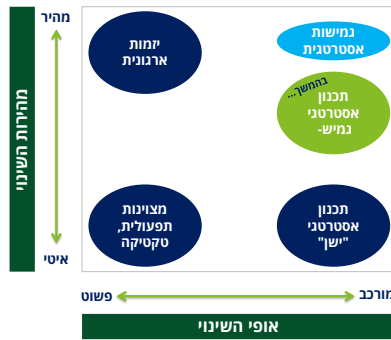 מהיר
מהירות השינוי
איטי
יזמות
ארגונית
גמישות
אסטרטגית
בהמשך...
תכנון
אסטרטגי
גמיש-
מצוינות
תפעולית,
טקטיקה
תכנון
אסטרטגי
"ישן"
מורכב
פשוט
אופי השינוי